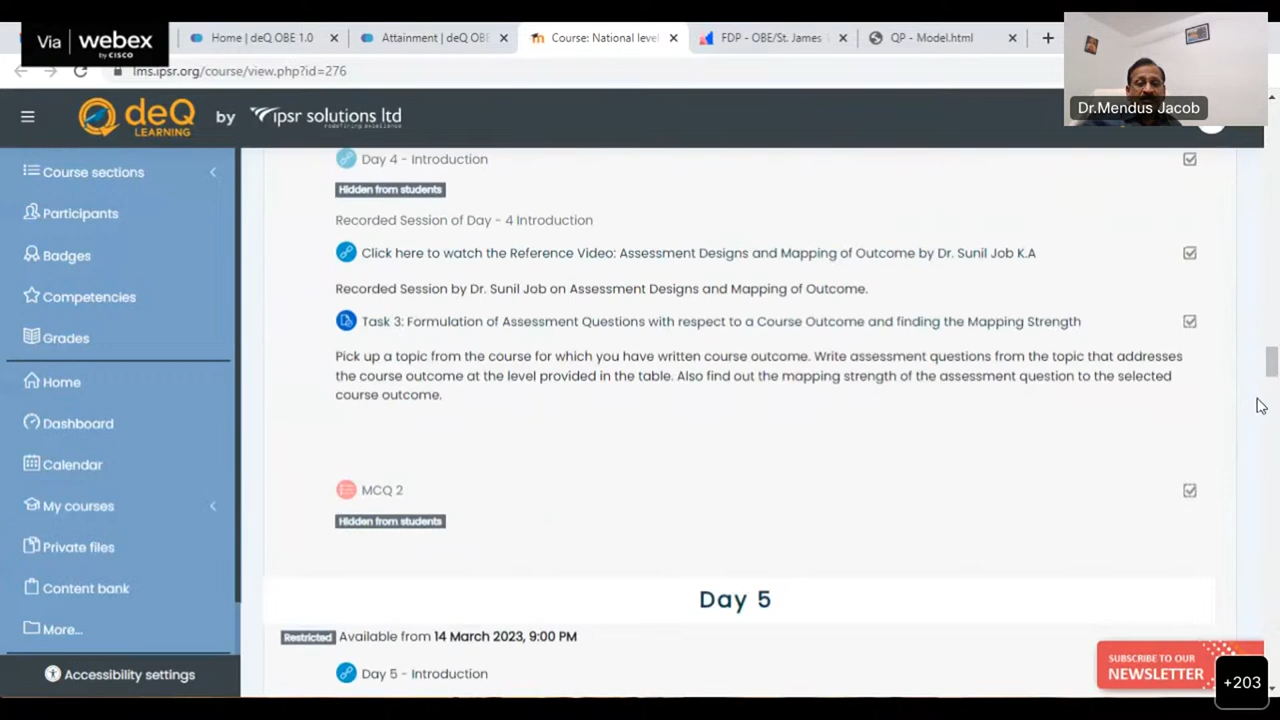 Via webex by CISCO
Home | deQ OBE 1.0
Attainment | deQ OBE
Course: National level
FDP - OBE/St. James
QP - Model.html
lms.ipsr.org/course/view.php?id=276
Dr.Mendus Jacob
deQ LEARNING by ipsr solutions ltd
redefining excellence
Course sections
Participants
Badges
Competencies
Grades
Home
Dashboard
Calendar
My courses
Private files
Content bank
More...
Accessibility settings
Day 4 - Introduction
Hidden from students
Recorded Session of Day - 4 Introduction
Click here to watch the Reference Video: Assessment Designs and Mapping of Outcome by Dr. Sunil Job K.A
Recorded Session by Dr. Sunil Job on Assessment Designs and Mapping of Outcome.
Task 3: Formulation of Assessment Questions with respect to a Course Outcome and finding the Mapping Strength
Pick up a topic from the course for which you have written course outcome. Write assessment questions from the topic that addresses
the course outcome at the level provided in the table. Also find out the mapping strength of the assessment question to the selected
course outcome.
MCQ 2
Hidden from students
Day 5
Restricted Available from 14 March 2023, 9:00 PM
Day 5 - Introduction
SUBSCRIBE TO OUR
NEWSLETTER
+203